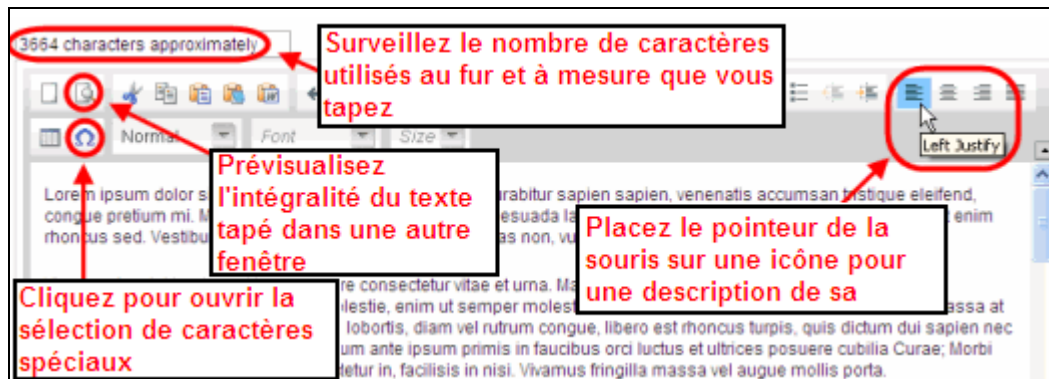 3664 characters approximately
Surveillez le nombre de caractères
utilisés au fur et à mesure que vous
tapez
Normal Font Size
Left Justify
Prévisualisez
l'intégralité du texte
tapé dans une autre
fenêtre
Placez le pointeur de la
souris sur une icône pour
une description de sa
Cliquez pour ouvrir la
sélection de caractères
spéciaux
Lorem ipsum dolor s urabitur sapien sapien, venenatis accumsan tristique eleifend,
congue pretium mi. M esuada la t enim
rhoncus sed. Vestibu as non, vu
re consectetur vitae et urna. Ma
lestie, enim ut semper molest assa at
lobortis, diam vel rutrum congue, libero est rhoncus turpis, quis dictum dui sapien nec
um ante ipsum primis in faucibus orci luctus et ultrices posuere cubilia Curae; Morbi
tetur in, facilisis in nisi. Vivamus fringilla massa vel augue mollis porta.